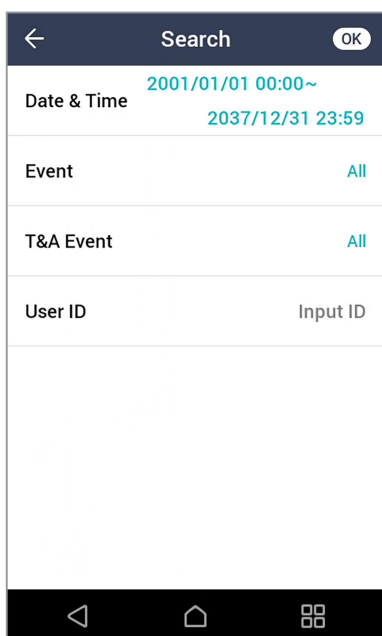 Search
OK
Date & Time
2001/01/01 00:00~
2037/12/31 23:59
Event
All
T&A Event
All
User ID
Input ID